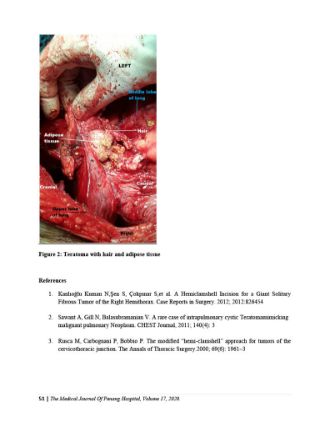 LEFT
Middle lobe
of lung
Hair
Adipose
tissue
Cranial
Caudal
Upper lobe
of lung
Right
Figure 2: Teratoma with hair and adipose tissue
References
1. Kanlıoğlu Kuman N,Şen S, Çokpınar S,et al. A Hemiclamshell Incision for a Giant Solitary
Fibrous Tumor of the Right Hemithorax. Case Reports in Surgery. 2012; 2012:826454
2. Sawant A, Gill N, Balasubramanian V. A rare case of intrapulmonary cystic Teratomamimicking
malignant pulmonary Neoplasm. CHEST Journal, 2011; 140(4): 3
3. Rusca M, Carbognani P, Bobbio P. The modified "hemi-clamshell" approach for tumors of the
cervicothoracic junction. The Annals of Thoracic Surgery.2000; 69(6): 1961–3
51 | The Medical Journal Of Penang Hospital, Volume 17, 2020.